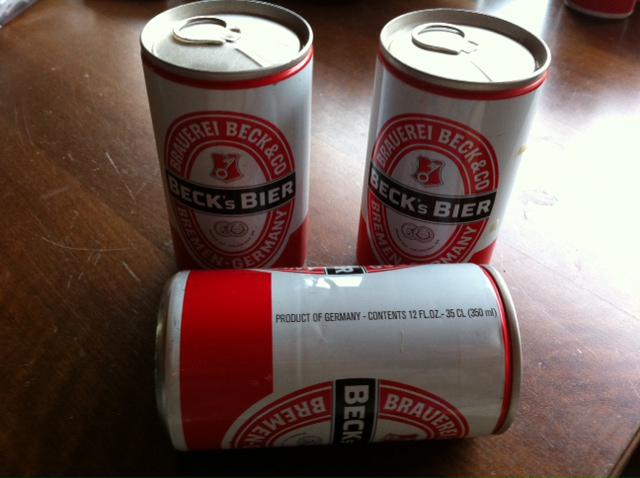 BRAUEREI BECK & CO
BECK's BIER
BREMEN-GERMANY
BRAUEREI BECK & CO
BECK's BIER
BREMEN-GERMANY
PRODUCT OF GERMANY - CONTENTS 12 FL.OZ.- 35 CL (350 ml)
BRAUEREI
BECK's
BREMEN